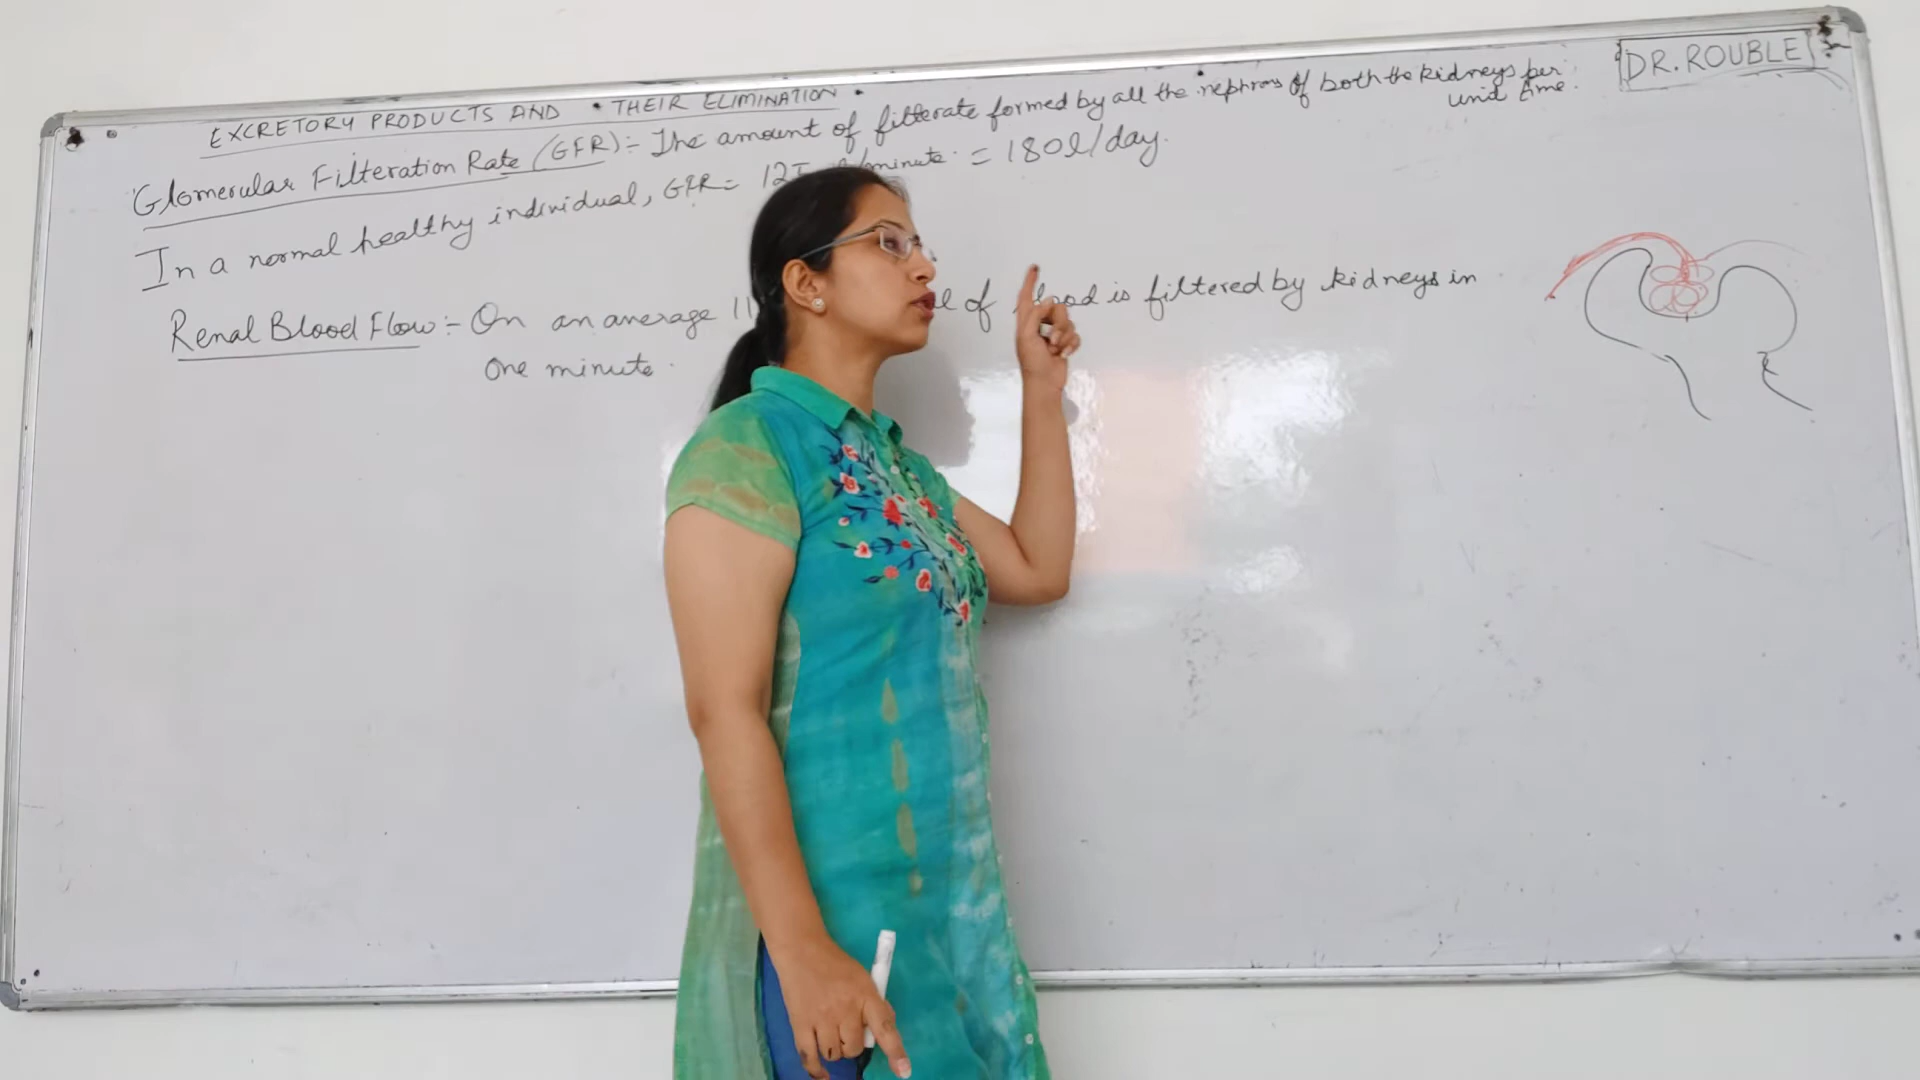 DR. ROUBLE
EXCRETORY PRODUCTS AND • THEIR ELIMINATION •
Glomerular Filteration Rate (GFR):- The amount of filterate formed by all the nephrons of both the kidneys per
unit time.
In a normal healthy individual, GFR = /minute. = 180l/day.
Renal Blood Flow:- On an average of blood is filtered by kidneys in
one minute.